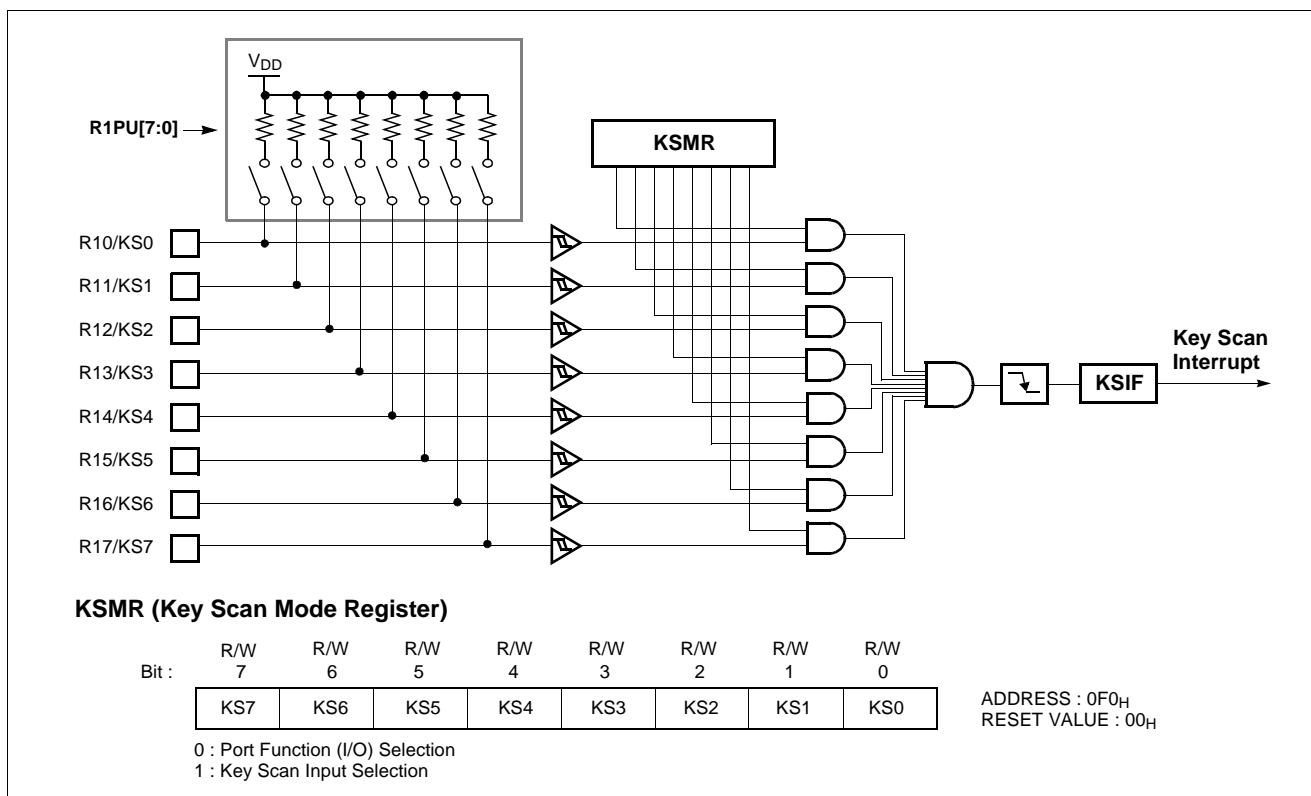 VDD
R1PU[7:0]
KSMR
R10/KS0
R11/KS1
R12/KS2
R13/KS3
R14/KS4
R15/KS5
R16/KS6
R17/KS7
Key Scan
Interrupt
KSIF
KSMR (Key Scan Mode Register)
R/W R/W R/W R/W R/W R/W R/W R/W
Bit : 7 6 5 4 3 2 1 0
KS7 KS6 KS5 KS4 KS3 KS2 KS1 KS0
ADDRESS : 0F0H
RESET VALUE : 00H
0 : Port Function (I/O) Selection
1 : Key Scan Input Selection